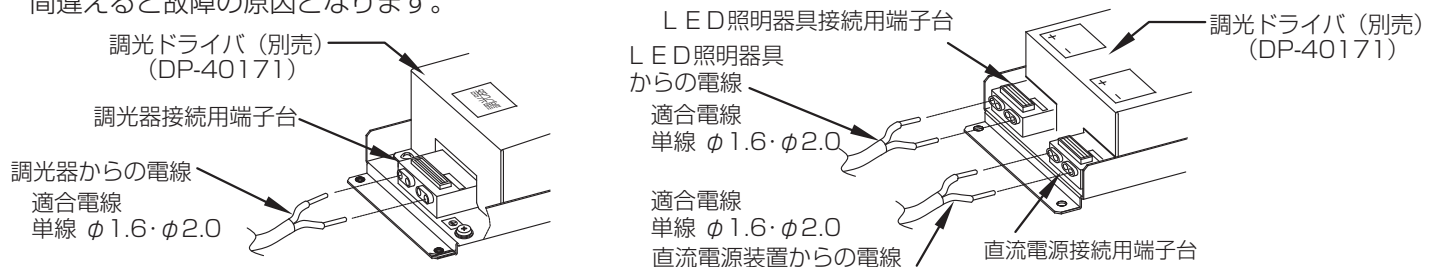 間違えると故障の原因となります。
調光ドライバ（別売）
（DP-40171）
調光器接続用端子台
調光器からの電線
適合電線
単線 φ1.6・φ2.0
ＬＥＤ照明器具接続用端子台
ＬＥＤ照明器具
からの電線
適合電線
単線 φ1.6・φ2.0
適合電線
単線 φ1.6・φ2.0
直流電源装置からの電線
調光ドライバ（別売）
（DP-40171）
+ -
+ -
直流電源接続用端子台